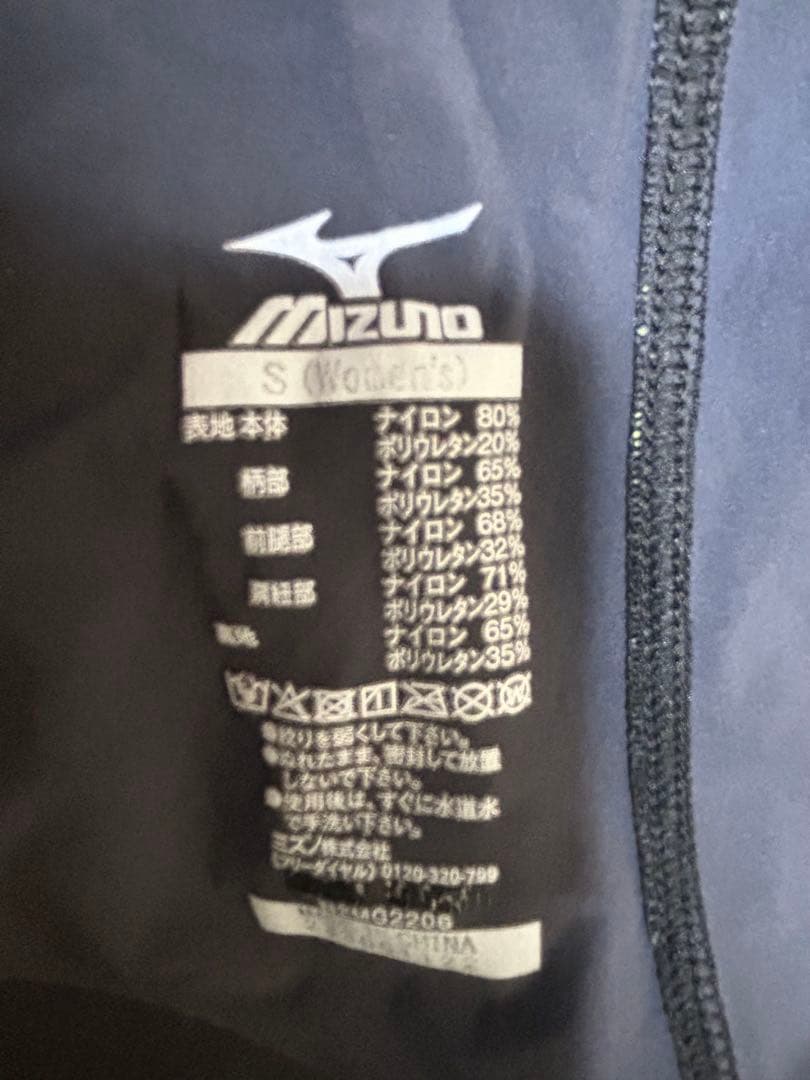 MIZUNO
S (Women's)
表地 本体 ナイロン 80%
ポリウレタン20%
柄部 ナイロン 65%
ポリウレタン35%
前腿部 ナイロン 68%
ポリウレタン32%
肩紐部 ナイロン 71%
ポリウレタン29%
裏地 ナイロン 65%
ポリウレタン35%
●絞りを弱くして下さい。
●ぬれたまま、密封して放置
しないで下さい。
●使用後は、すぐに水道水
で手洗い下さい。
ミズノ株式会社
(フリーダイヤル) 0120-320-799
CHINA